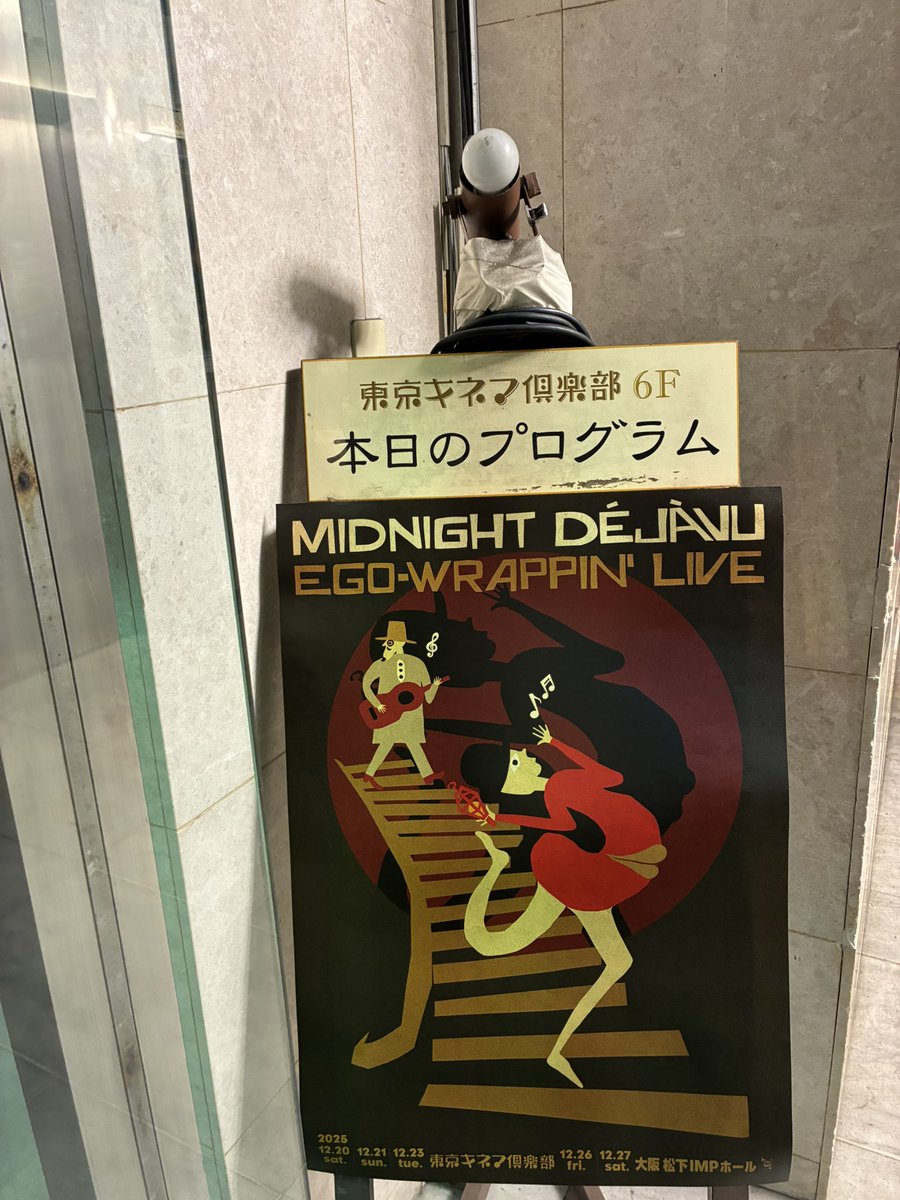 東京キネマ倶楽部 6F
本日のプログラム
MIDNIGHT DÉJÀVU
EGO-WRAPPIN' LIVE
2025
12.20 sat. 12.21 sun. 12.23 tue. 東京キネマ倶楽部 12.26 fri. 12.27 sat. 大阪 松下IMPホール